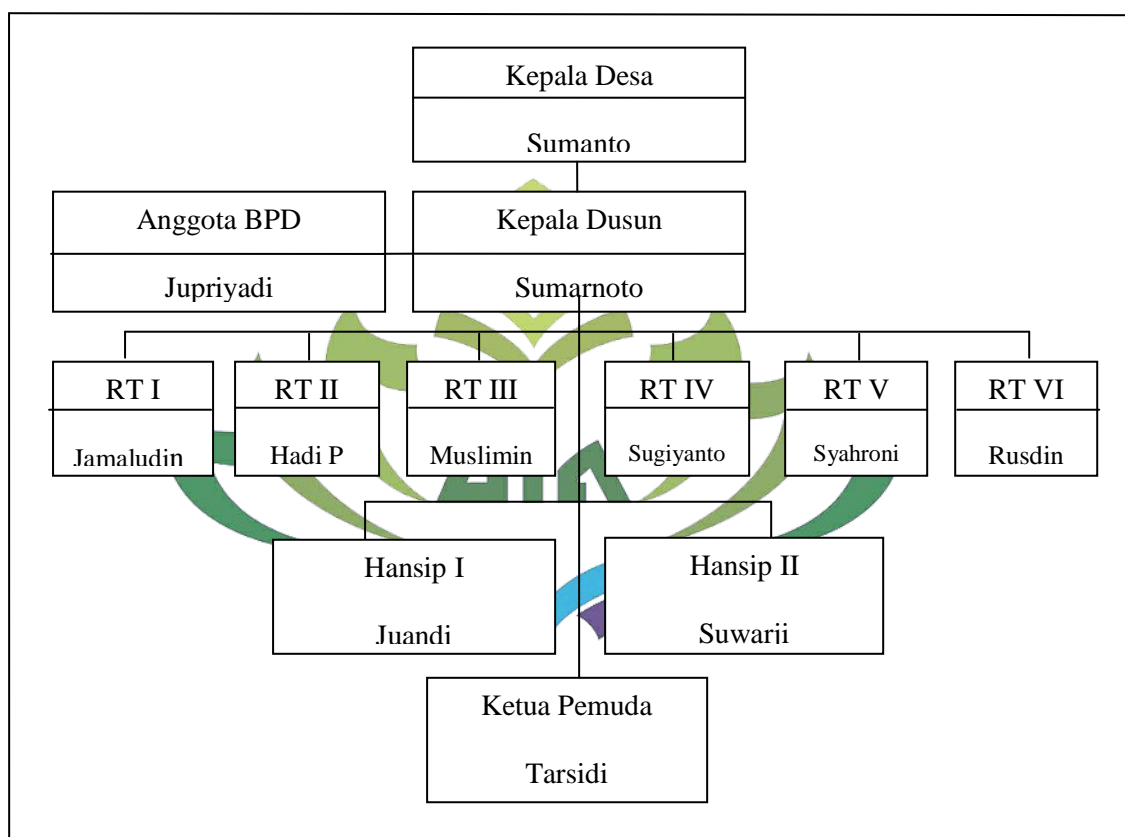 Kepala Desa
Sumanto
Anggota BPD
Jupriyadi
Kepala Dusun
Sumarnoto
RT I
Jamaludin
RT II
Hadi P
RT III
Muslimin
RT IV
Sugiyanto
RT V
Syahroni
RT VI
Rusdin
Hansip I
Juandi
Hansip II
Suwarji
Ketua Pemuda
Tarsidi